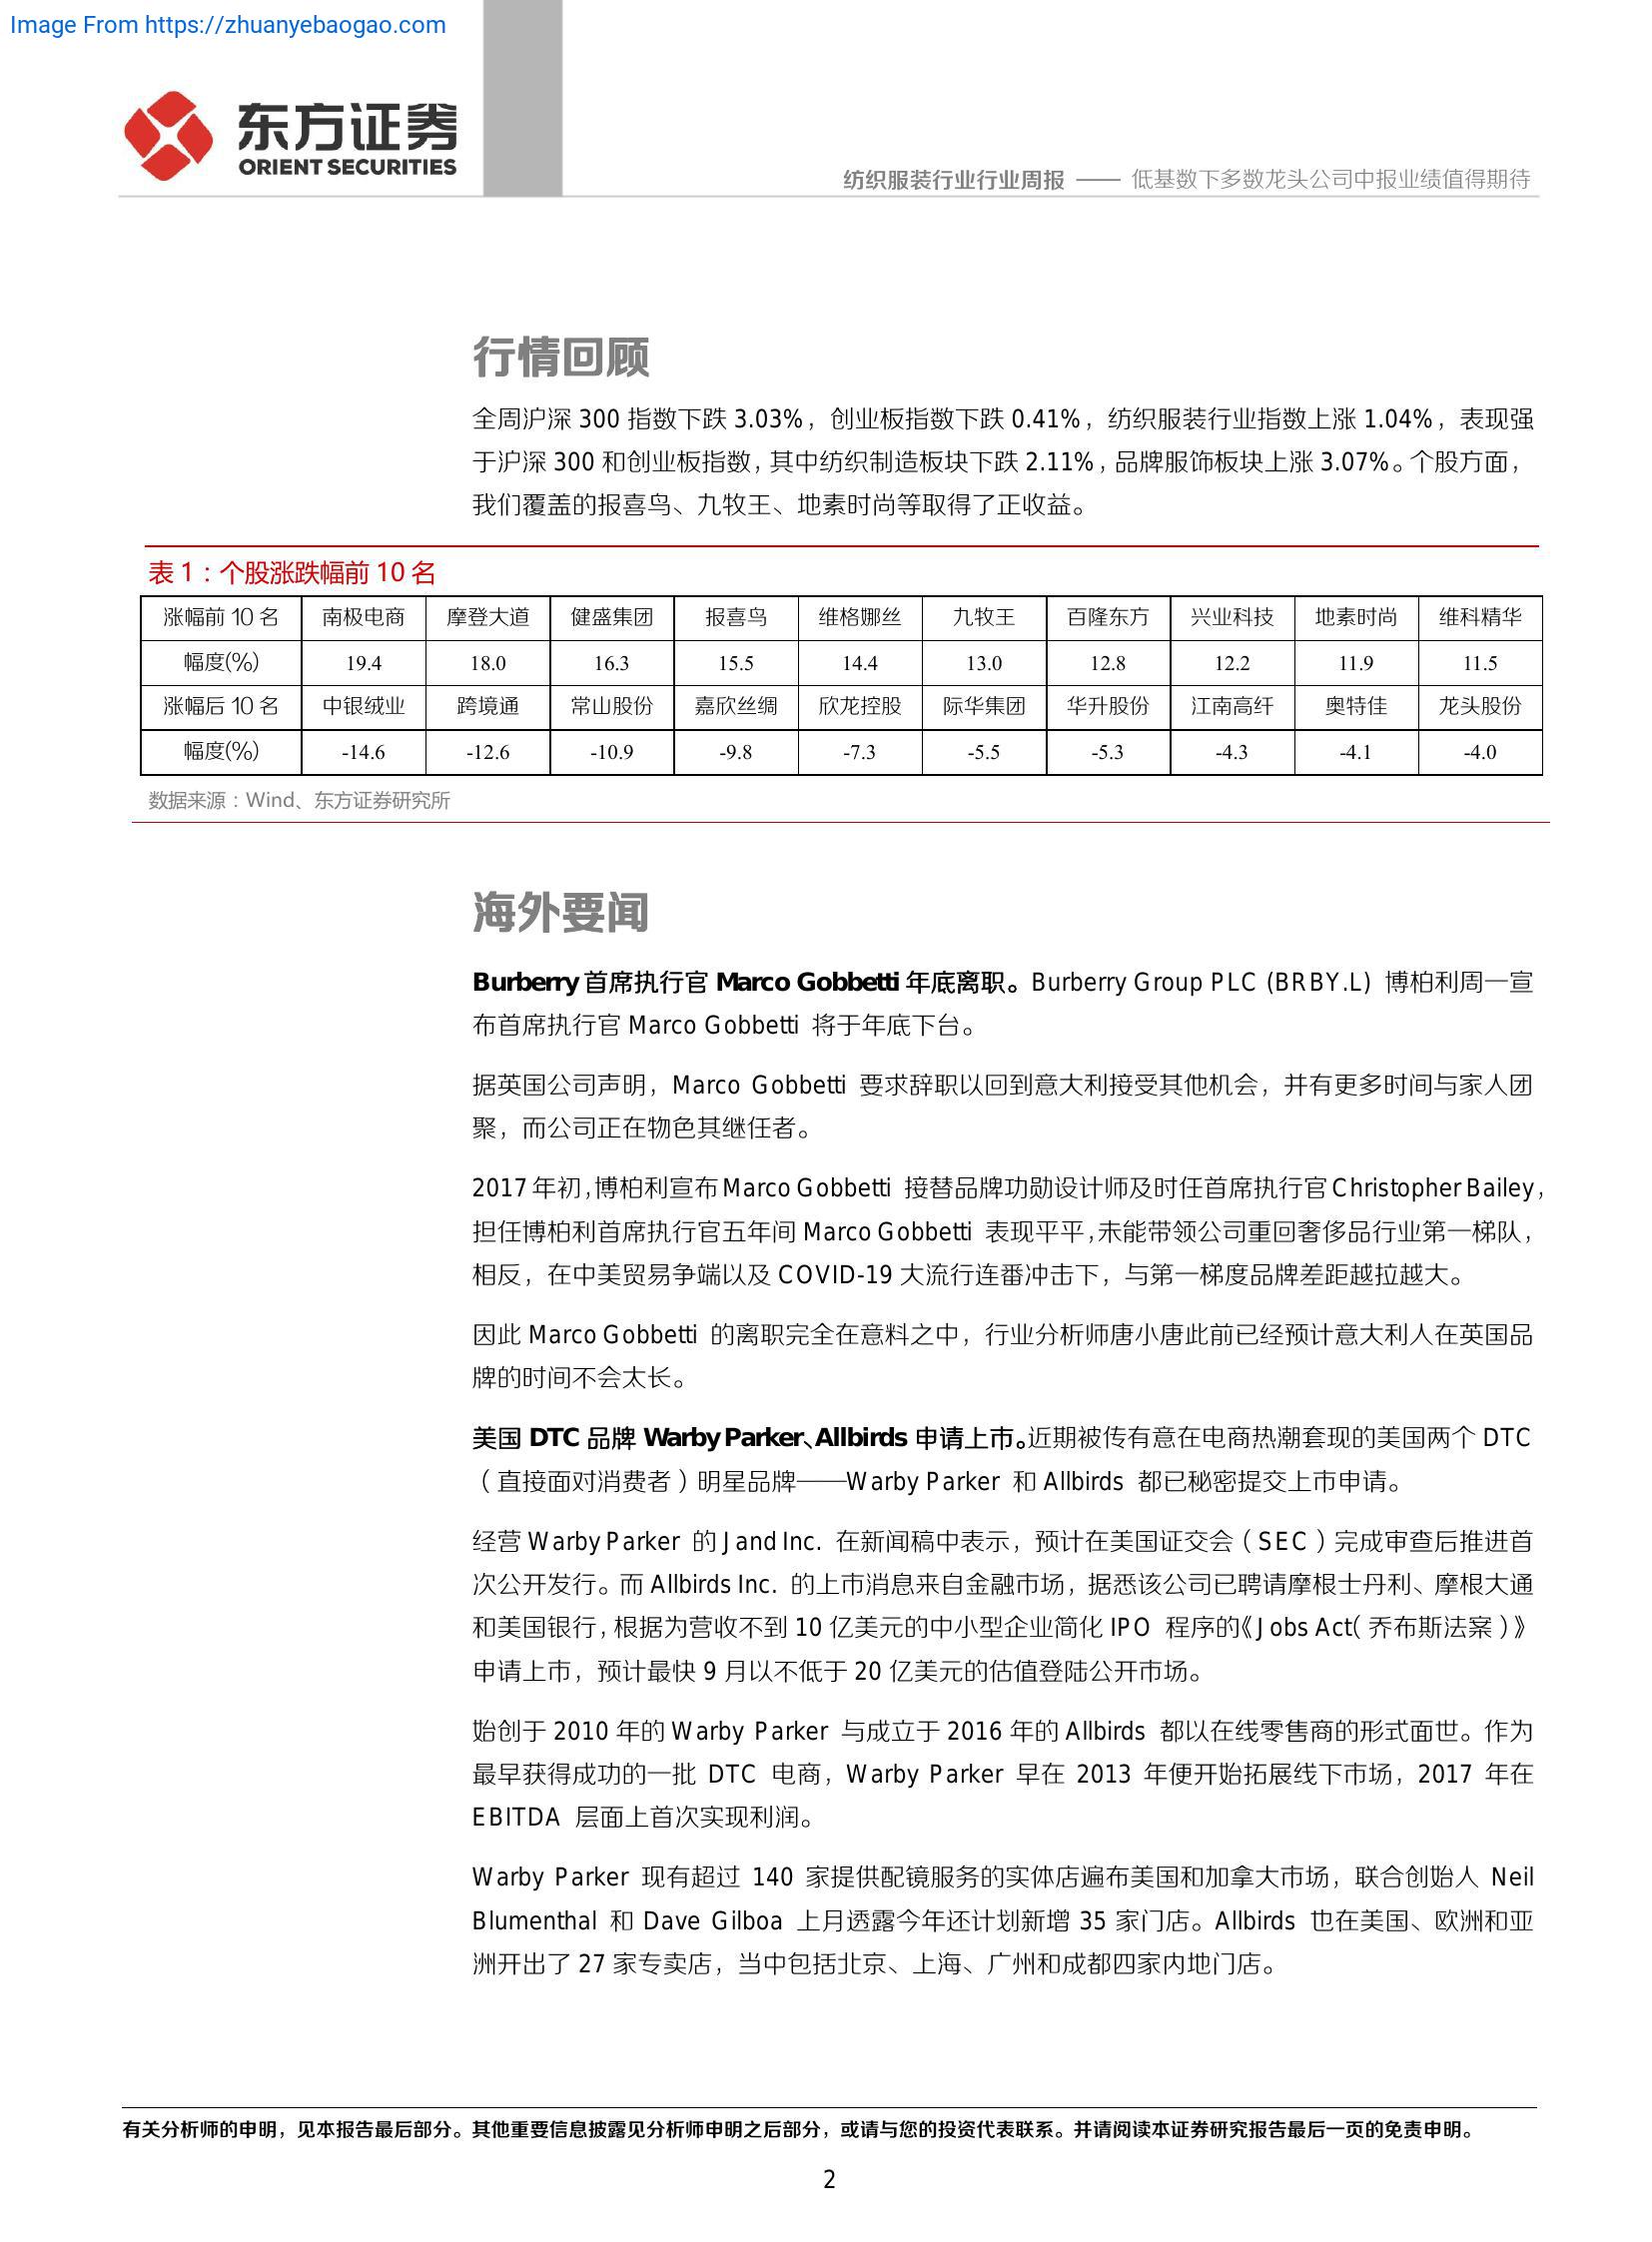 Image From https://zhuanyebaogao.com
东方证券
ORIENT SECURITIES
纺织服装行业行业周报 —— 低基数下多数龙头公司中报业绩值得期待
行情回顾
全周沪深 300 指数下跌 3.03%，创业板指数下跌 0.41%，纺织服装行业指数上涨 1.04%，表现强
于沪深 300 和创业板指数，其中纺织制造板块下跌 2.11%，品牌服饰板块上涨 3.07%。个股方面，
我们覆盖的报喜鸟、九牧王、地素时尚等取得了正收益。
表 1：个股涨跌幅前 10 名
涨幅前 10 名 南极电商 摩登大道 健盛集团 报喜鸟 维格娜丝 九牧王 百隆东方 兴业科技 地素时尚 维科精华
幅度(%) 19.4 18.0 16.3 15.5 14.4 13.0 12.8 12.2 11.9 11.5
涨幅后 10 名 中银绒业 跨境通 常山股份 嘉欣丝绸 欣龙控股 际华集团 华升股份 江南高纤 奥特佳 龙头股份
幅度(%) -14.6 -12.6 -10.9 -9.8 -7.3 -5.5 -5.3 -4.3 -4.1 -4.0
数据来源：Wind、东方证券研究所
海外要闻
Burberry 首席执行官 Marco Gobbetti 年底离职。Burberry Group PLC (BRBY.L) 博柏利周一宣
布首席执行官 Marco Gobbetti 将于年底下台。
据英国公司声明，Marco Gobbetti 要求辞职以回到意大利接受其他机会，并有更多时间与家人团
聚，而公司正在物色其继任者。
2017 年初，博柏利宣布 Marco Gobbetti 接替品牌功勋设计师及时任首席执行官 Christopher Bailey，
担任博柏利首席执行官五年间 Marco Gobbetti 表现平平，未能带领公司重回奢侈品行业第一梯队，
相反，在中美贸易争端以及 COVID-19 大流行连番冲击下，与第一梯度品牌差距越拉越大。
因此 Marco Gobbetti 的离职完全在意料之中，行业分析师唐小唐此前已经预计意大利人在英国品
牌的时间不会太长。
美国 DTC 品牌 Warby Parker、Allbirds 申请上市。近期被传有意在电商热潮套现的美国两个 DTC
（直接面对消费者）明星品牌——Warby Parker 和 Allbirds 都已秘密提交上市申请。
经营 Warby Parker 的 Jand Inc. 在新闻稿中表示，预计在美国证交会（SEC）完成审查后推进首
次公开发行。而 Allbirds Inc. 的上市消息来自金融市场，据悉该公司已聘请摩根士丹利、摩根大通
和美国银行，根据为营收不到 10 亿美元的中小型企业简化 IPO 程序的《Jobs Act（乔布斯法案）》
申请上市，预计最快 9 月以不低于 20 亿美元的估值登陆公开市场。
始创于 2010 年的 Warby Parker 与成立于 2016 年的 Allbirds 都以在线零售商的形式面世。作为
最早获得成功的一批 DTC 电商，Warby Parker 早在 2013 年便开始拓展线下市场，2017 年在
EBITDA 层面上首次实现利润。
Warby Parker 现有超过 140 家提供配镜服务的实体店遍布美国和加拿大市场，联合创始人 Neil
Blumenthal 和 Dave Gilboa 上月透露今年还计划新增 35 家门店。Allbirds 也在美国、欧洲和亚
洲开出了 27 家专卖店，当中包括北京、上海、广州和成都四家内地门店。
有关分析师的申明，见本报告最后部分。其他重要信息披露见分析师申明之后部分，或请与您的投资代表联系。并请阅读本证券研究报告最后一页的免责申明。
2